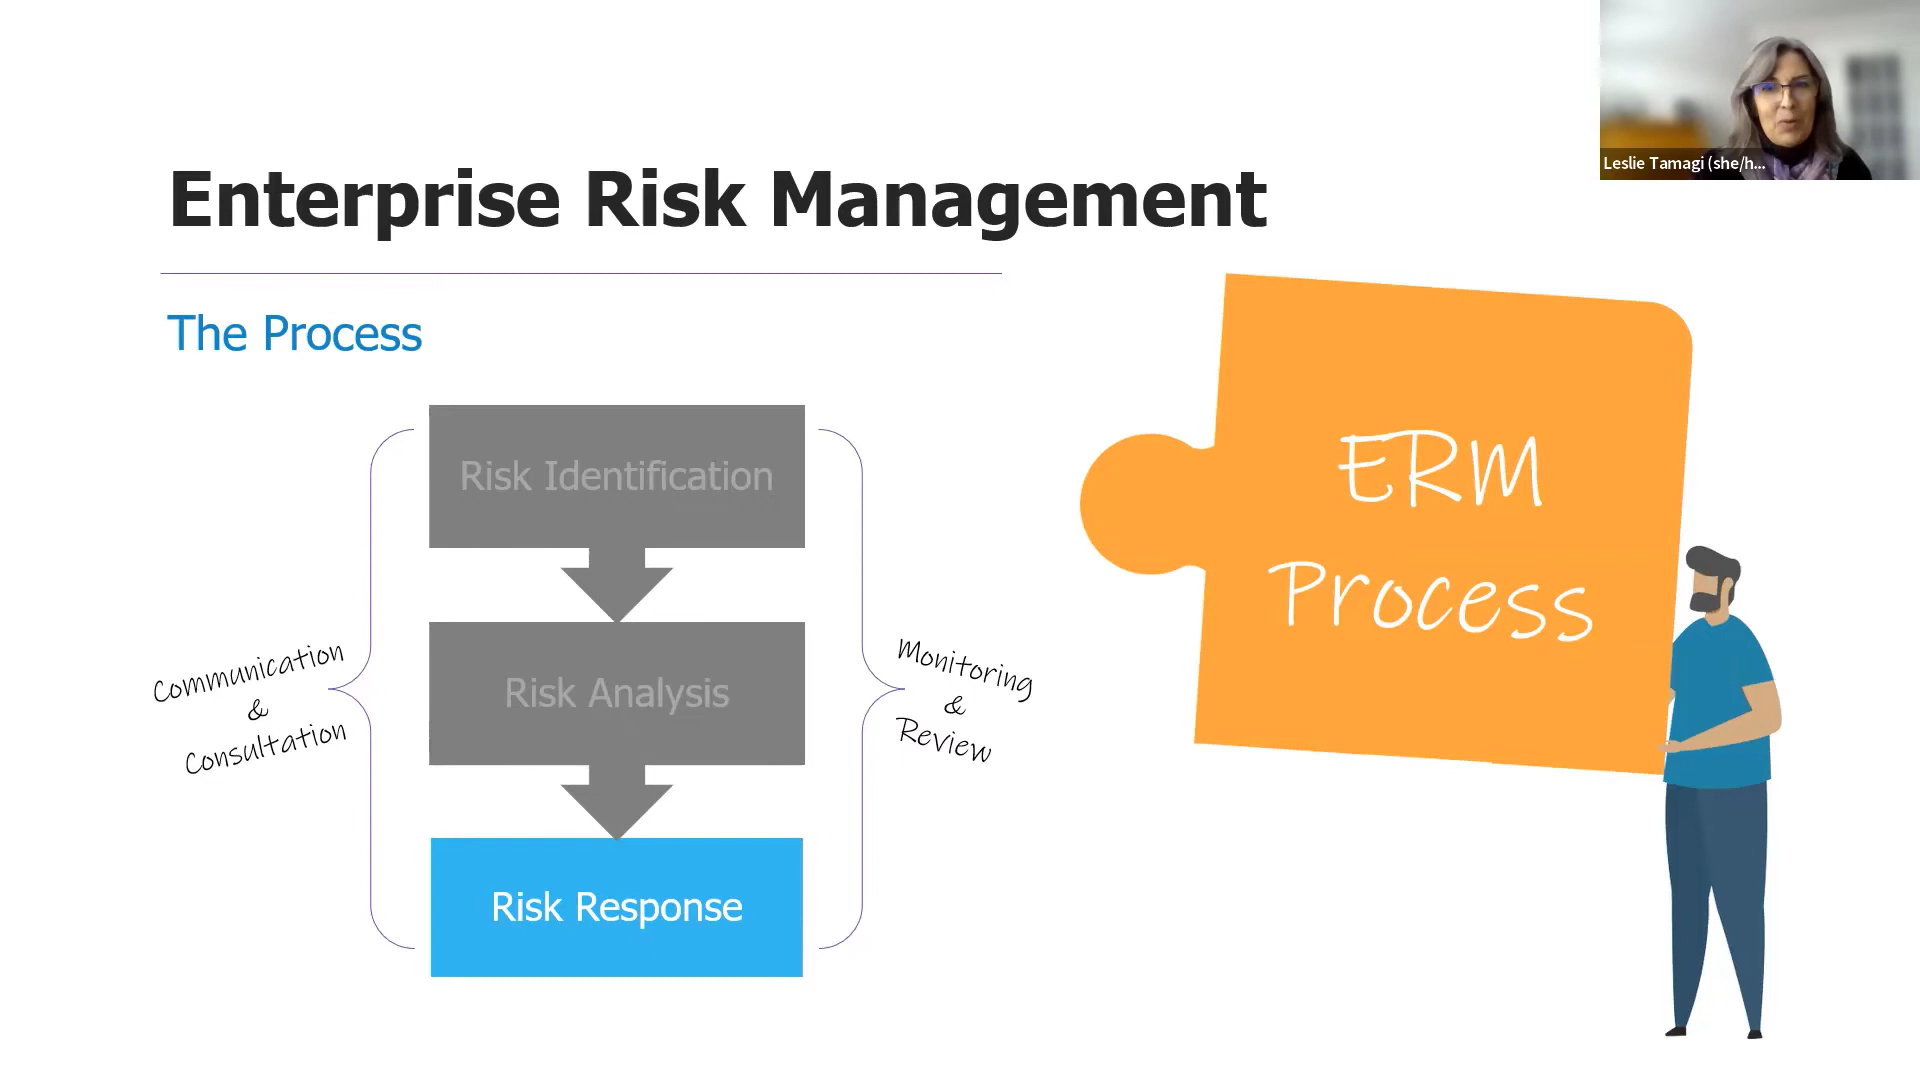 Enterprise Risk Management
Leslie Tamagi (she/h...
The Process
Risk Identification
Risk Analysis
Risk Response
Communication
&
Consultation
Monitoring
&
Review
ERM
Process